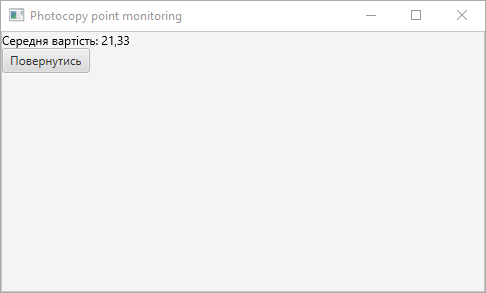 Photocopy point monitoring
Середня вартість: 21,33
Повернутись